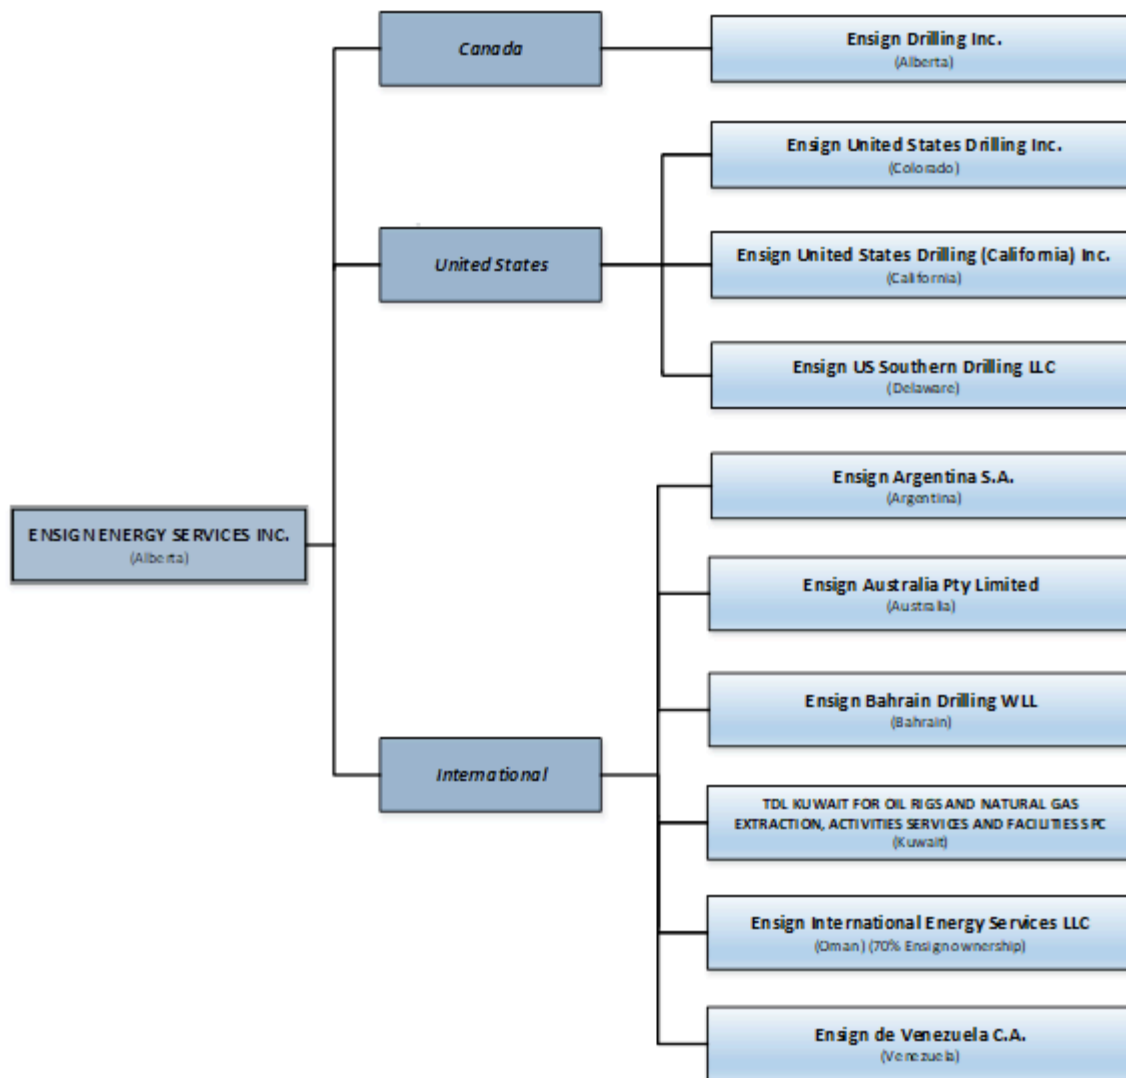 Canada
Ensign Drilling Inc.
(Alberta)
Ensign United States Drilling Inc.
(Colorado)
United States
Ensign United States Drilling (California) Inc.
(California)
Ensign US Southern Drilling LLC
(Delaware)
ENSIGN ENERGY SERVICES INC.
(Alberta)
Ensign Argentina S.A.
(Argentina)
Ensign Australia Pty Limited
(Australia)
Ensign Bahrain Drilling WLL
(Bahrain)
International
TDL KUWAIT FOR OIL RIGS AND NATURAL GAS
EXTRACTION, ACTIVITIES SERVICES AND FACILITIES SPC
(Kuwait)
Ensign International Energy Services LLC
(Oman) (70% Ensign ownership)
Ensign de Venezuela C.A.
(Venezuela)